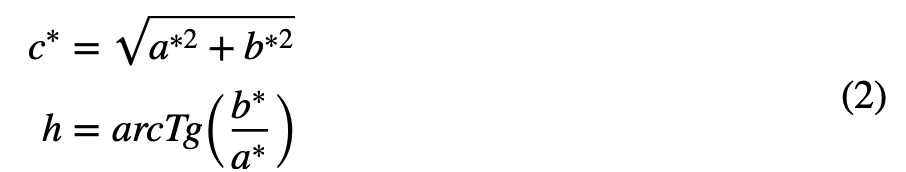 c* = √a*2 + b*2
(2)
h = arcTg(b*/a*)